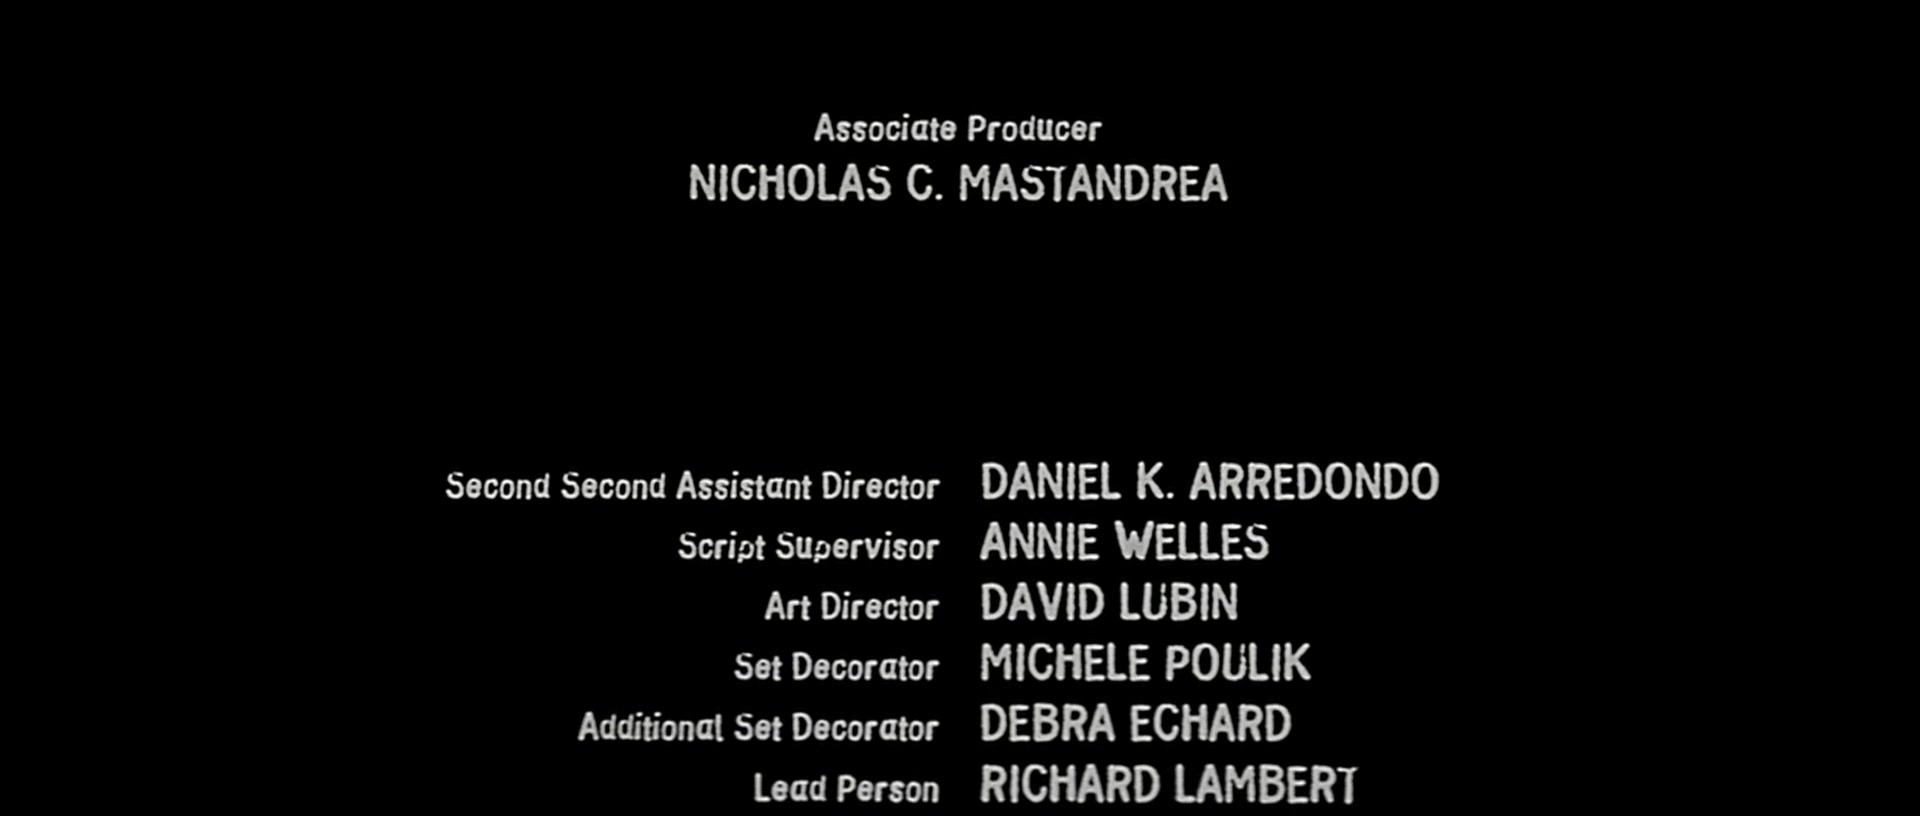 Associate Producer
NICHOLAS C. MASTANDREA
Second Second Assistant Director DANIEL K. ARREDONDO
Script Supervisor ANNIE WELLES
Art Director DAVID LUBIN
Set Decorator MICHELE POULIK
Additional Set Decorator DEBRA ECHARD
Lead Person RICHARD LAMBERT